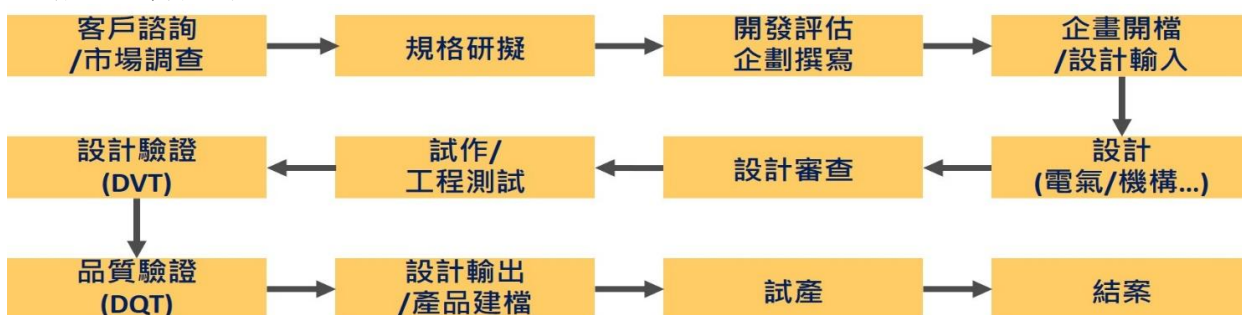 客戶諮詢
/市場調查
規格研擬
開發評估
企劃撰寫
企畫開檔
/設計輸入
設計
(電氣/機構...)
設計審查
試作/
工程測試
設計驗證
(DVT)
品質驗證
(DQT)
設計輸出
/產品建檔
試產
結案